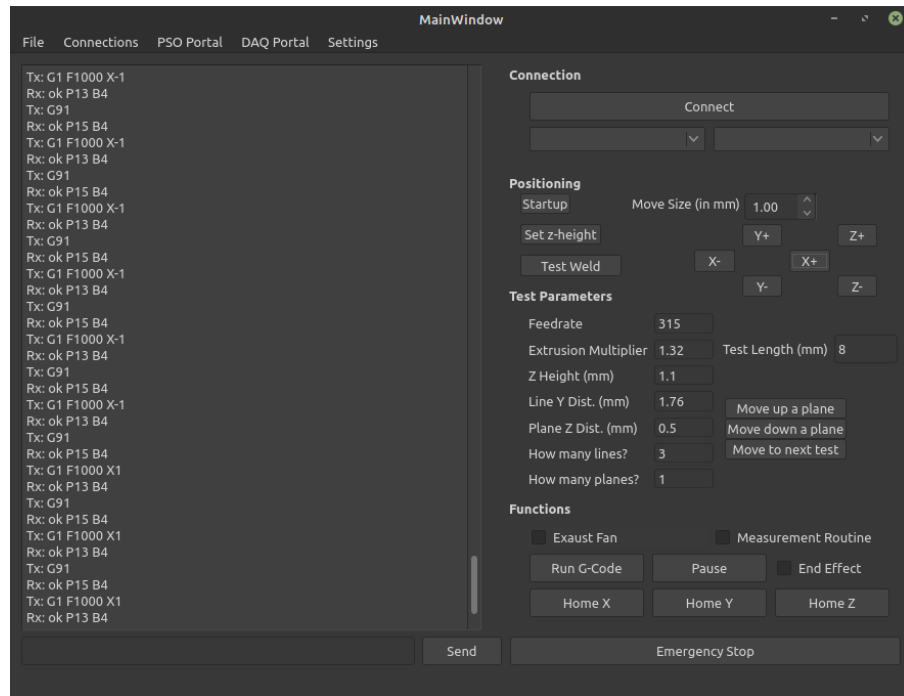 MainWindow
File Connections PSO Portal DAQ Portal Settings
Tx: G1 F1000 X-1
Rx: ok P13 B4
Tx: G91
Rx: ok P15 B4
Tx: G1 F1000 X-1
Rx: ok P13 B4
Tx: G91
Rx: ok P15 B4
Tx: G1 F1000 X-1
Rx: ok P13 B4
Tx: G91
Rx: ok P15 B4
Tx: G1 F1000 X-1
Rx: ok P13 B4
Tx: G91
Rx: ok P15 B4
Tx: G1 F1000 X-1
Rx: ok P13 B4
Tx: G91
Rx: ok P15 B4
Tx: G1 F1000 X-1
Rx: ok P13 B4
Tx: G91
Rx: ok P15 B4
Tx: G1 F1000 X1
Rx: ok P13 B4
Tx: G91
Rx: ok P15 B4
Tx: G1 F1000 X1
Rx: ok P13 B4
Tx: G91
Rx: ok P15 B4
Tx: G1 F1000 X1
Rx: ok P13 B4
Send
Connection
Connect
Positioning
Startup Move Size (in mm) 1.00
Set z-height Y+ Z+
Test Weld X- X+
Y- Z-
Test Parameters
Feedrate 315
Extrusion Multiplier 1.32 Test Length (mm) 8
Z Height (mm) 1.1
Line Y Dist. (mm) 1.76 Move up a plane
Plane Z Dist. (mm) 0.5 Move down a plane
How many lines? 3 Move to next test
How many planes? 1
Functions
Exaust Fan Measurement Routine
Run G-Code Pause End Effect
Home X Home Y Home Z
Emergency Stop